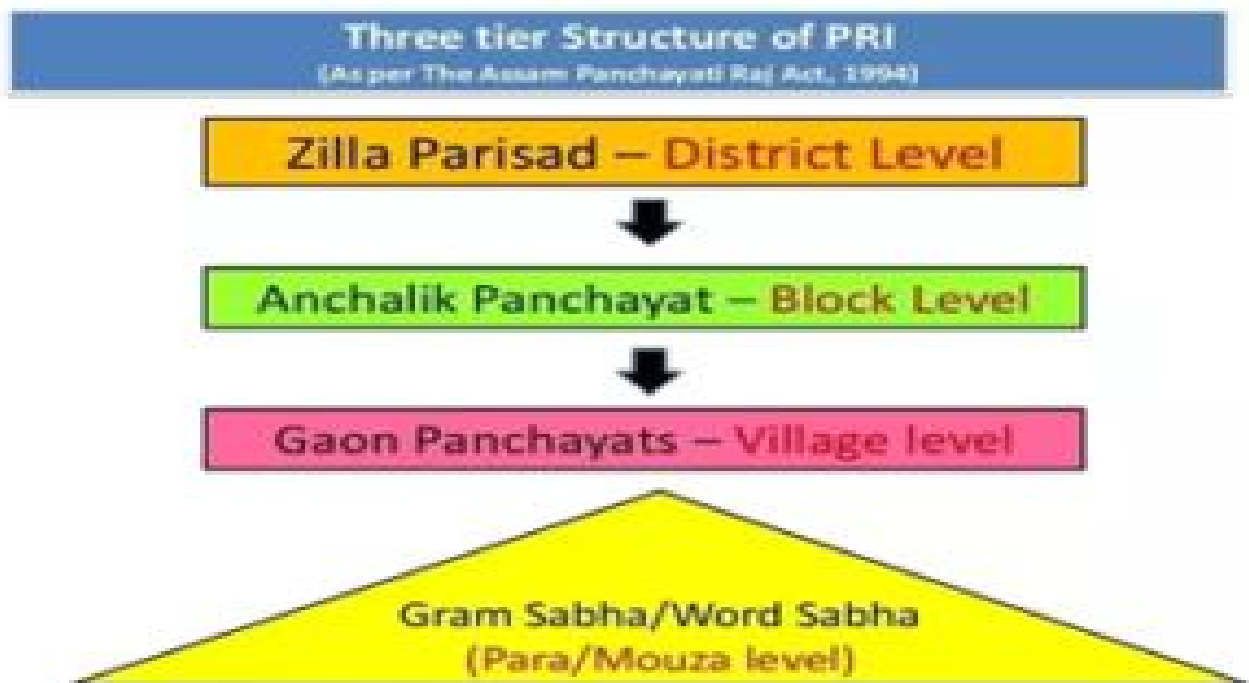 Three tier Structure of PRI
(As per The Assam Panchayati Raj Act, 1994)
Zilla Parisad – District Level
Anchalik Panchayat – Block Level
Gaon Panchayats – Village level
Gram Sabha/Word Sabha
(Para/Mouza level)